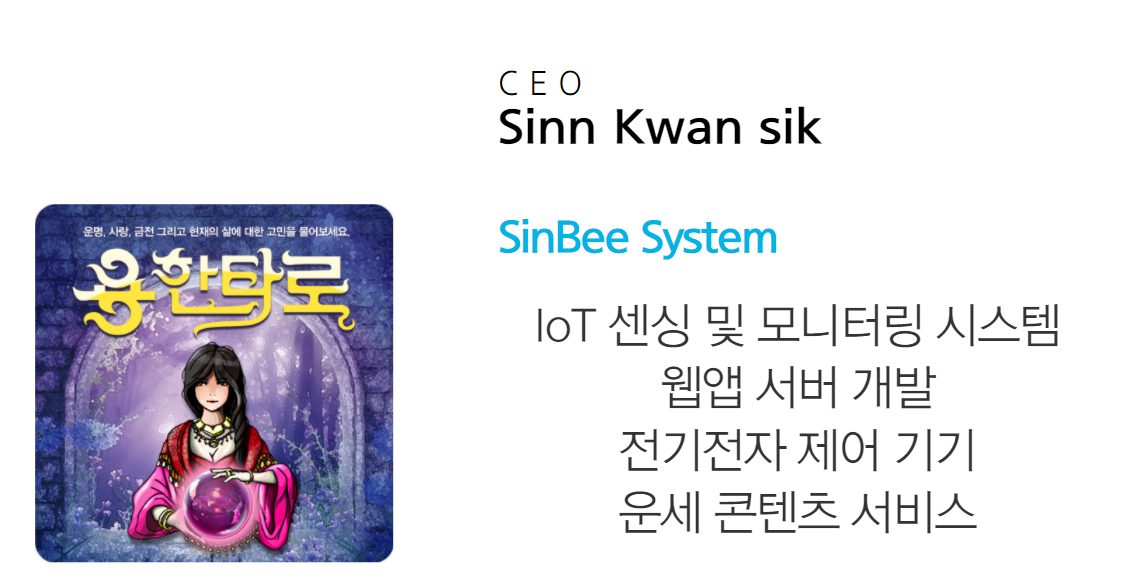 CEO
Sinn Kwan sik
운명, 사랑, 금전 그리고 현재의 삶에 대한 고민을 물어보세요.
용한타로
SinBee System
IoT 센싱 및 모니터링 시스템
웹앱 서버 개발
전기전자 제어 기기
운세 콘텐츠 서비스